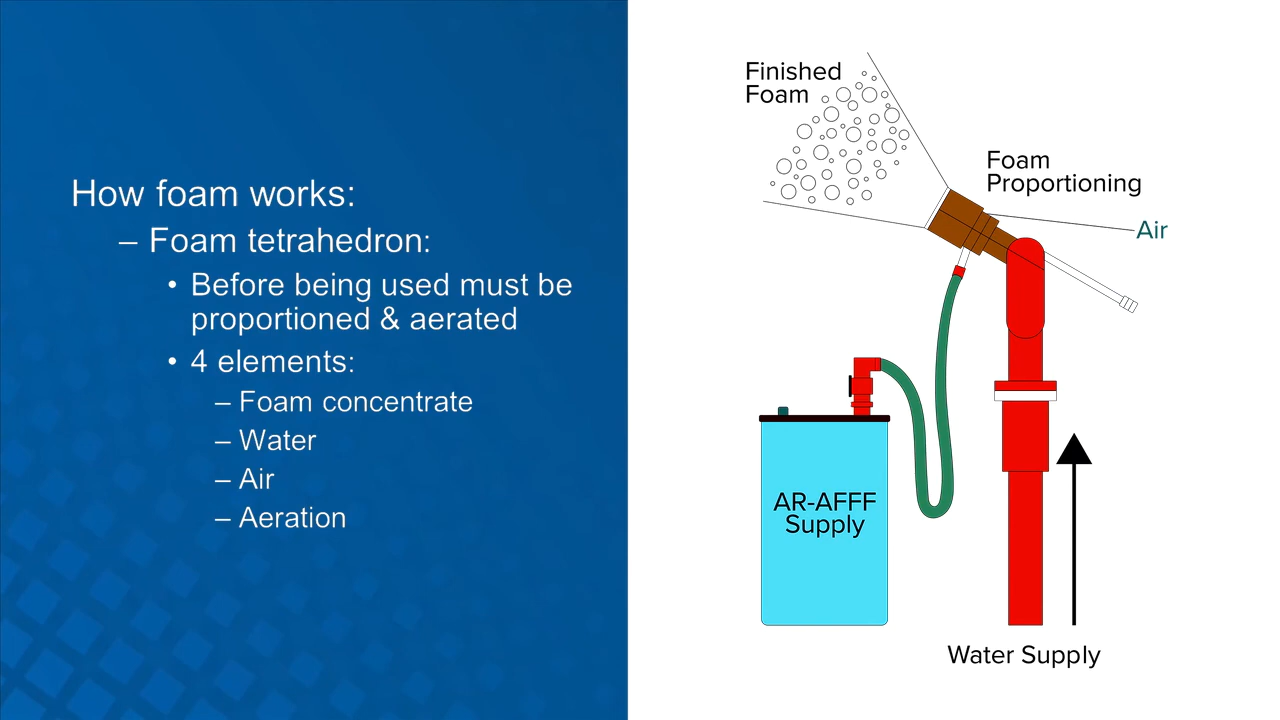 How foam works:
– Foam tetrahedron:
• Before being used must be
proportioned & aerated
• 4 elements:
– Foam concentrate
– Water
– Air
– Aeration
Finished
Foam
Foam
Proportioning
Air
AR-AFFF
Supply
Water Supply